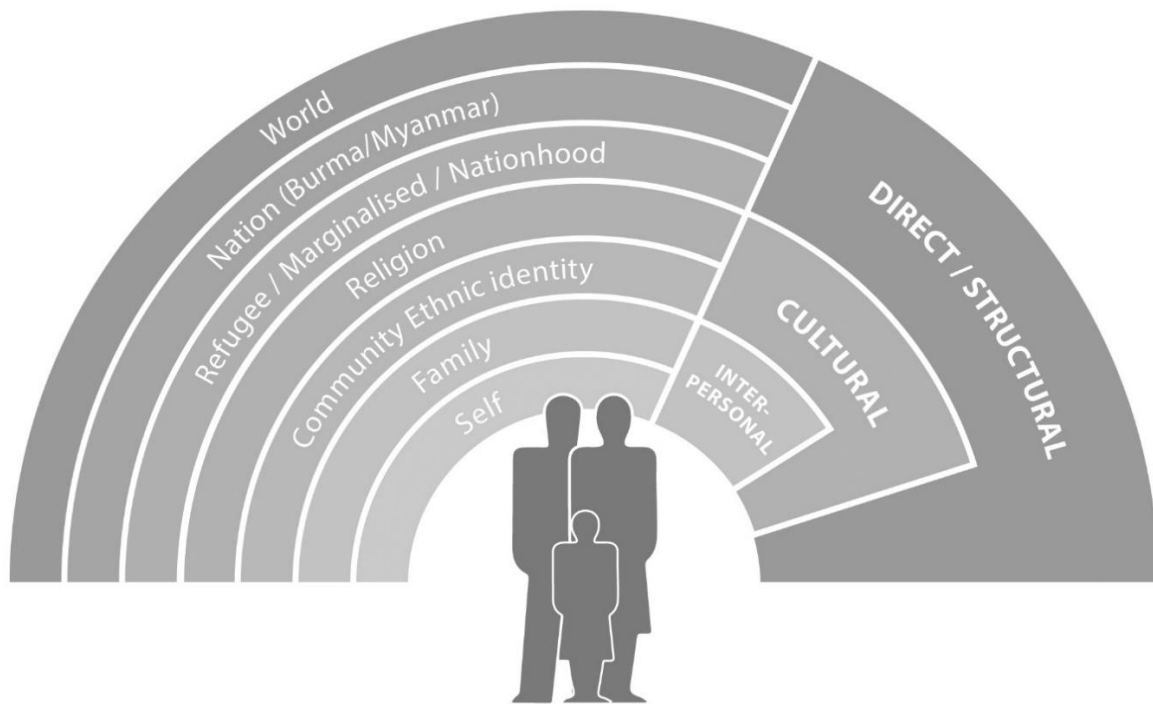 World
Nation (Burma/Myanmar)
Refugee / Marginalised / Nationhood
Religion
Community Ethnic identity
Family
Self
INTER-
PERSONAL
CULTURAL
DIRECT / STRUCTURAL